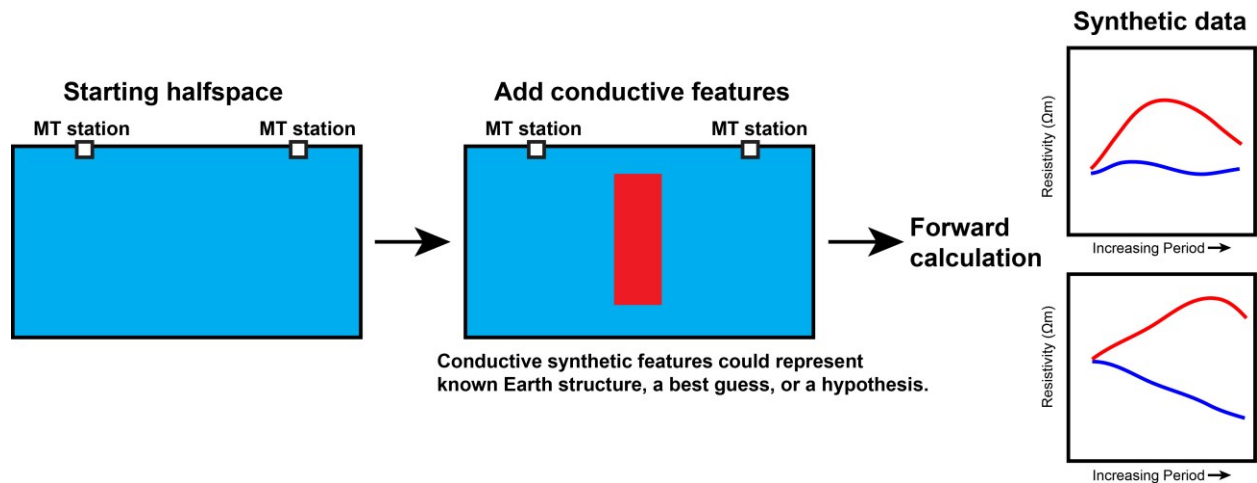 Synthetic data
Starting halfspace
Add conductive features
MT station
MT station
MT station
MT station
Forward
calculation
Conductive synthetic features could represent
known Earth structure, a best guess, or a hypothesis.
Resistivity (Ωm)
Increasing Period
Resistivity (Ωm)
Increasing Period